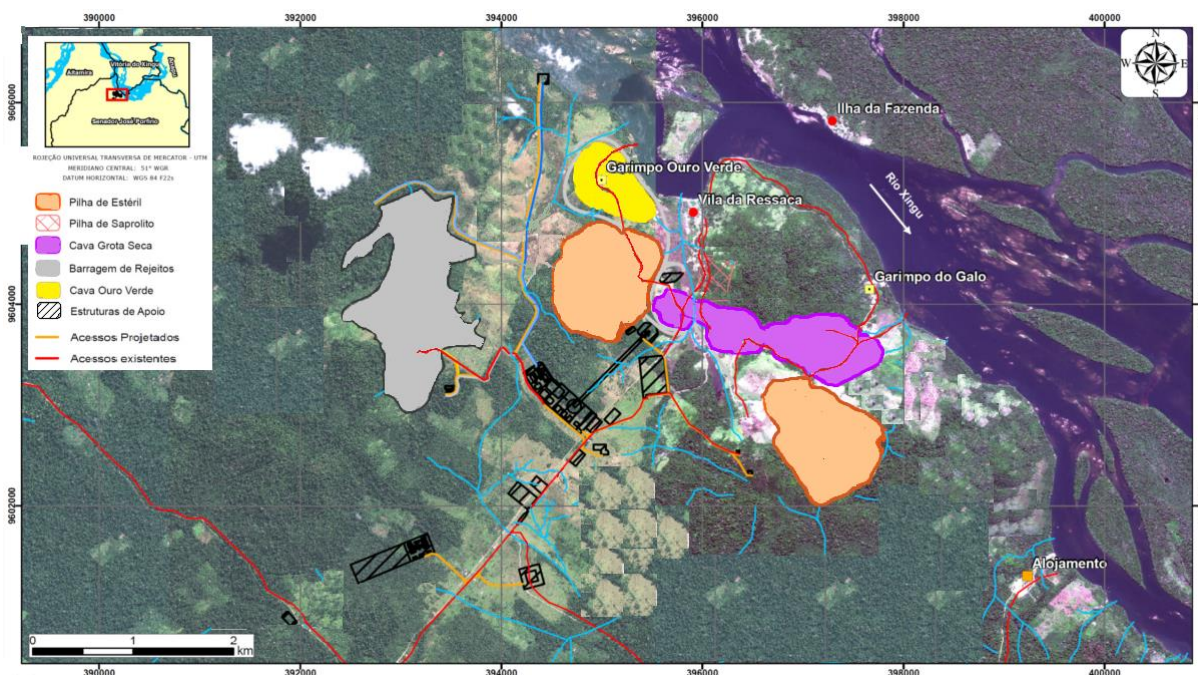 390000 392000 394000 396000 398000 400000
N
W E
S
Altamira
Vitória do Xingu
Anapu
Senador José Porfírio
ROJEÇÃO UNIVERSAL TRANSVERSA DE MERCATOR - UTM
MERIDIANO CENTRAL: 51° WGR.
DATUM HORIZONTAL: WGS 84 F22s
Pilha de Estéril
Pilha de Saprolito
Cava Grota Seca
Barragem de Rejeitos
Cava Ouro Verde
Estruturas de Apoio
Acessos Projetados
Acessos existentes
9606000
9604000
9602000
Ilha da Fazenda
Garimpo Ouro Verde
Rio Xingu
Vila da Ressaca
Garimpo do Galo
Alojamento
0 1 2
km
390000 392000 394000 396000 398000 400000